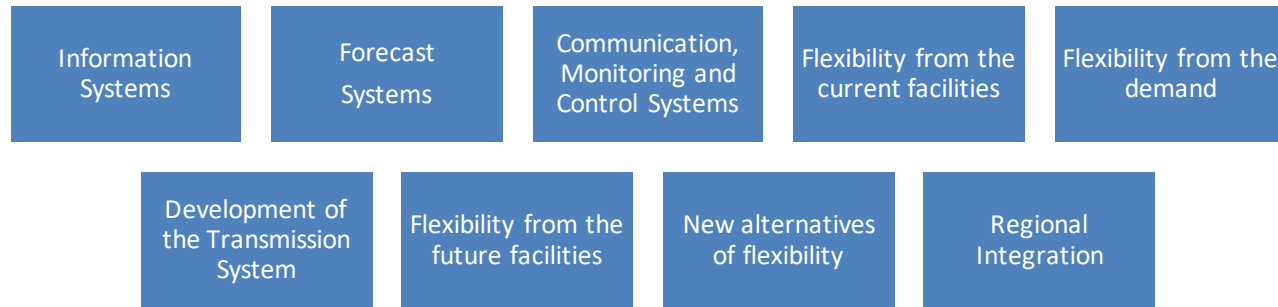 Information
Systems
Forecast
Systems
Communication,
Monitoring and
Control Systems
Flexibility from the
current facilities
Flexibility from the
demand
Development of
the Transmission
System
Flexibility from the
future facilities
New alternatives
of flexibility
Regional
Integration